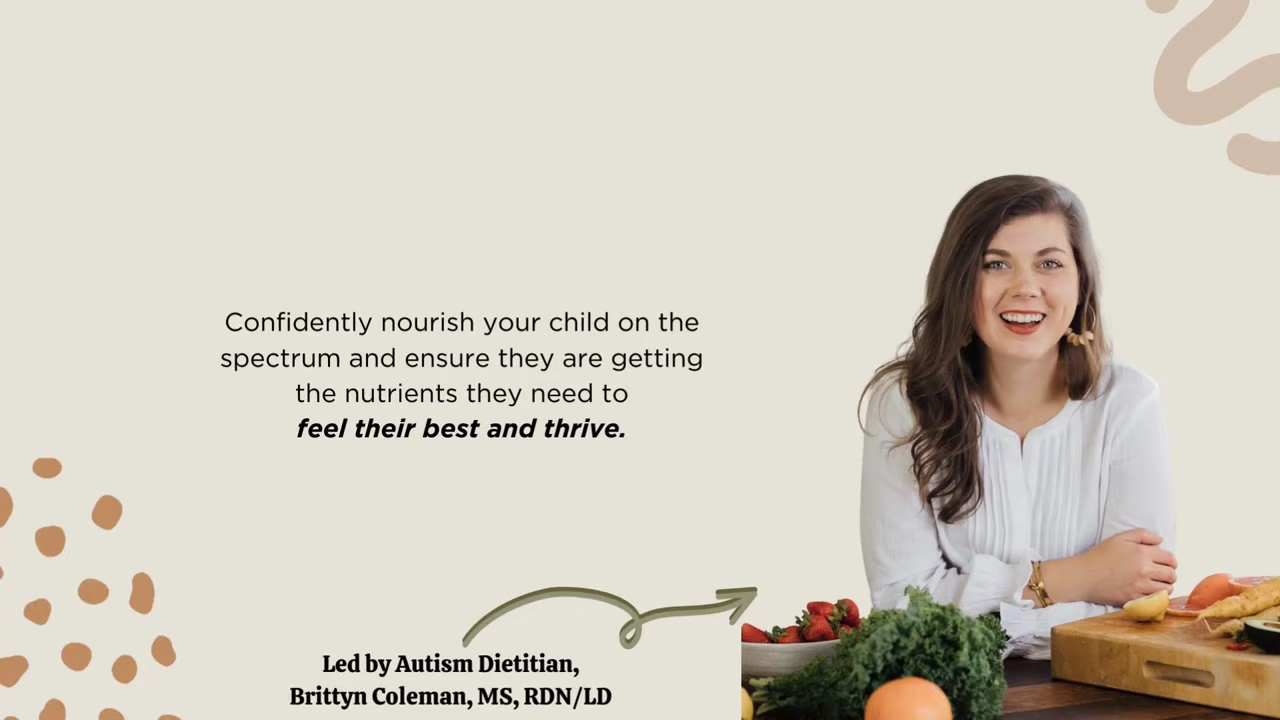 Confidently nourish your child on the
spectrum and ensure they are getting
the nutrients they need to
feel their best and thrive.
Led by Autism Dietitian,
Brittyn Coleman, MS, RDN/LD